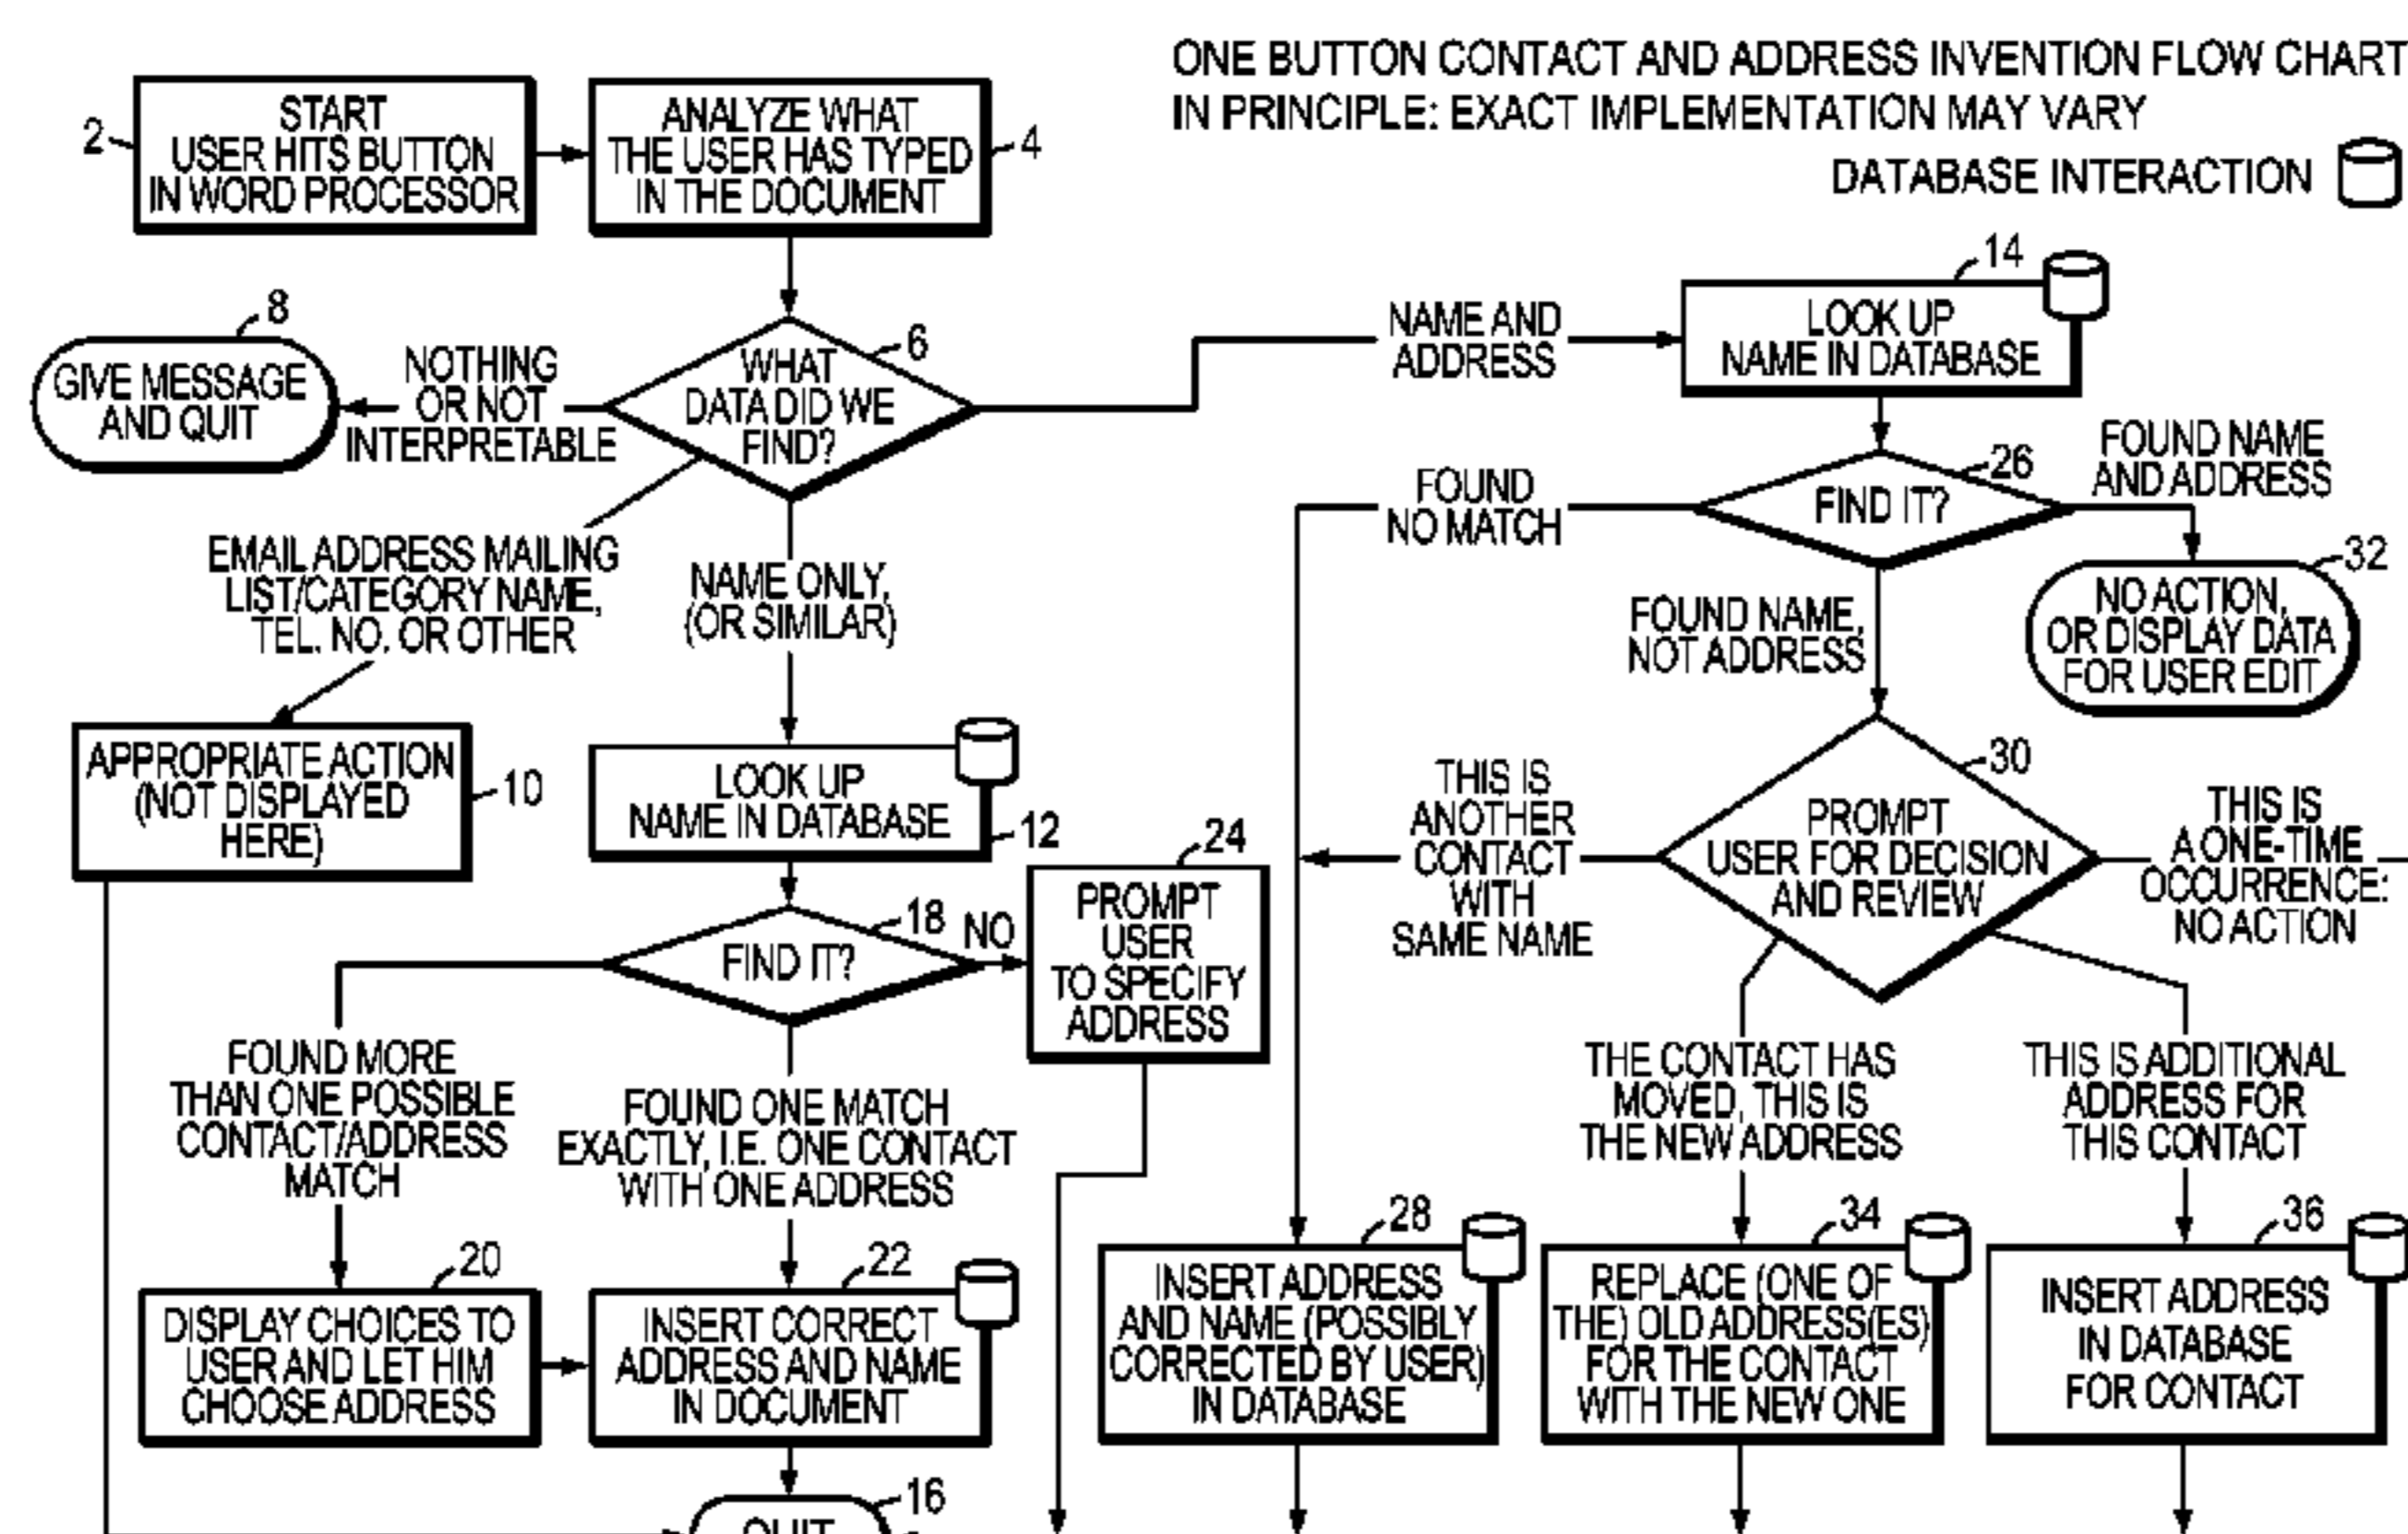 ONE BUTTON CONTACT AND ADDRESS INVENTION FLOW CHART
IN PRINCIPLE: EXACT IMPLEMENTATION MAY VARY
DATABASE INTERACTION
2
START
USER HITS BUTTON
IN WORD PROCESSOR
ANALYZE WHAT
THE USER HAS TYPED
IN THE DOCUMENT
4
8
GIVE MESSAGE
AND QUIT
NOTHING
OR NOT
INTERPRETABLE
6
WHAT
DATA DID WE
FIND?
NAME AND
ADDRESS
14
LOOK UP
NAME IN DATABASE
EMAIL ADDRESS MAILING
LIST/CATEGORY NAME,
TEL. NO. OR OTHER
NAME ONLY,
(OR SIMILAR)
FOUND
NO MATCH
26
FIND IT?
FOUND NAME
AND ADDRESS
32
NO ACTION,
OR DISPLAY DATA
FOR USER EDIT
FOUND NAME,
NOT ADDRESS
APPROPRIATE ACTION
(NOT DISPLAYED
HERE)
10
LOOK UP
NAME IN DATABASE
12
24
PROMPT
USER
TO SPECIFY
ADDRESS
18
FIND IT?
NO
THIS IS
ANOTHER
CONTACT
WITH
SAME NAME
30
PROMPT
USER FOR DECISION
AND REVIEW
THIS IS
A ONE-TIME
OCCURRENCE:
NO ACTION
FOUND MORE
THAN ONE POSSIBLE
CONTACT/ADDRESS
MATCH
FOUND ONE MATCH
EXACTLY, I.E. ONE CONTACT
WITH ONE ADDRESS
THE CONTACT HAS
MOVED, THIS IS
THE NEW ADDRESS
THIS IS ADDITIONAL
ADDRESS FOR
THIS CONTACT
20
DISPLAY CHOICES TO
USER AND LET HIM
CHOOSE ADDRESS
22
INSERT CORRECT
ADDRESS AND NAME
IN DOCUMENT
28
INSERT ADDRESS
AND NAME (POSSIBLY
CORRECTED BY USER)
IN DATABASE
34
REPLACE (ONE OF
THE) OLD ADDRESS(ES)
FOR THE CONTACT
WITH THE NEW ONE
36
INSERT ADDRESS
IN DATABASE
FOR CONTACT
16
QUIT